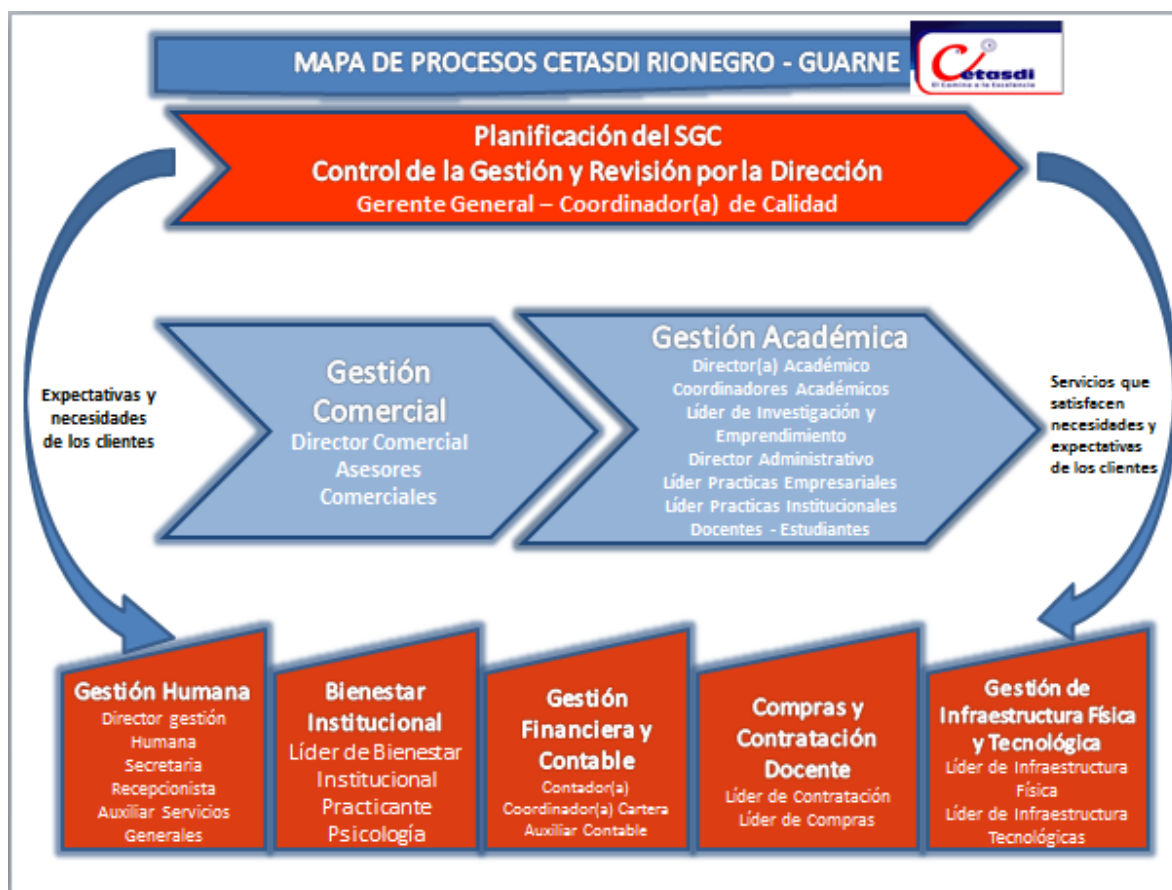 MAPA DE PROCESOS CETASDI RIONEGRO - GUARNE
Cetasdi
El Camino a la Excelencia
Planificación del SGC
Control de la Gestión y Revisión por la Dirección
Gerente General – Coordinador(a) de Calidad
Expectativas y
necesidades
de los clientes
Gestión
Comercial
Director Comercial
Asesores
Comerciales
Gestión Académica
Director(a) Académico
Coordinadores Académicos
Líder de Investigación y
Emprendimiento
Director Administrativo
Líder Practicas Empresariales
Líder Practicas Institucionales
Docentes - Estudiantes
Servicios que
satisfacen
necesidades y
expectativas
de los clientes
Gestión Humana
Director gestión
Humana
Secretaria
Recepcionista
Auxiliar Servicios
Generales
Bienestar
Institucional
Líder de Bienestar
Institucional
Practicante
Psicología
Gestión
Financiera y
Contable
Contador(a)
Coordinador(a) Cartera
Auxiliar Contable
Compras y
Contratación
Docente
Líder de Contratación
Líder de Compras
Gestión de
Infraestructura Física
y Tecnológica
Líder de Infraestructura
Física
Líder de Infraestructura
Tecnológicas